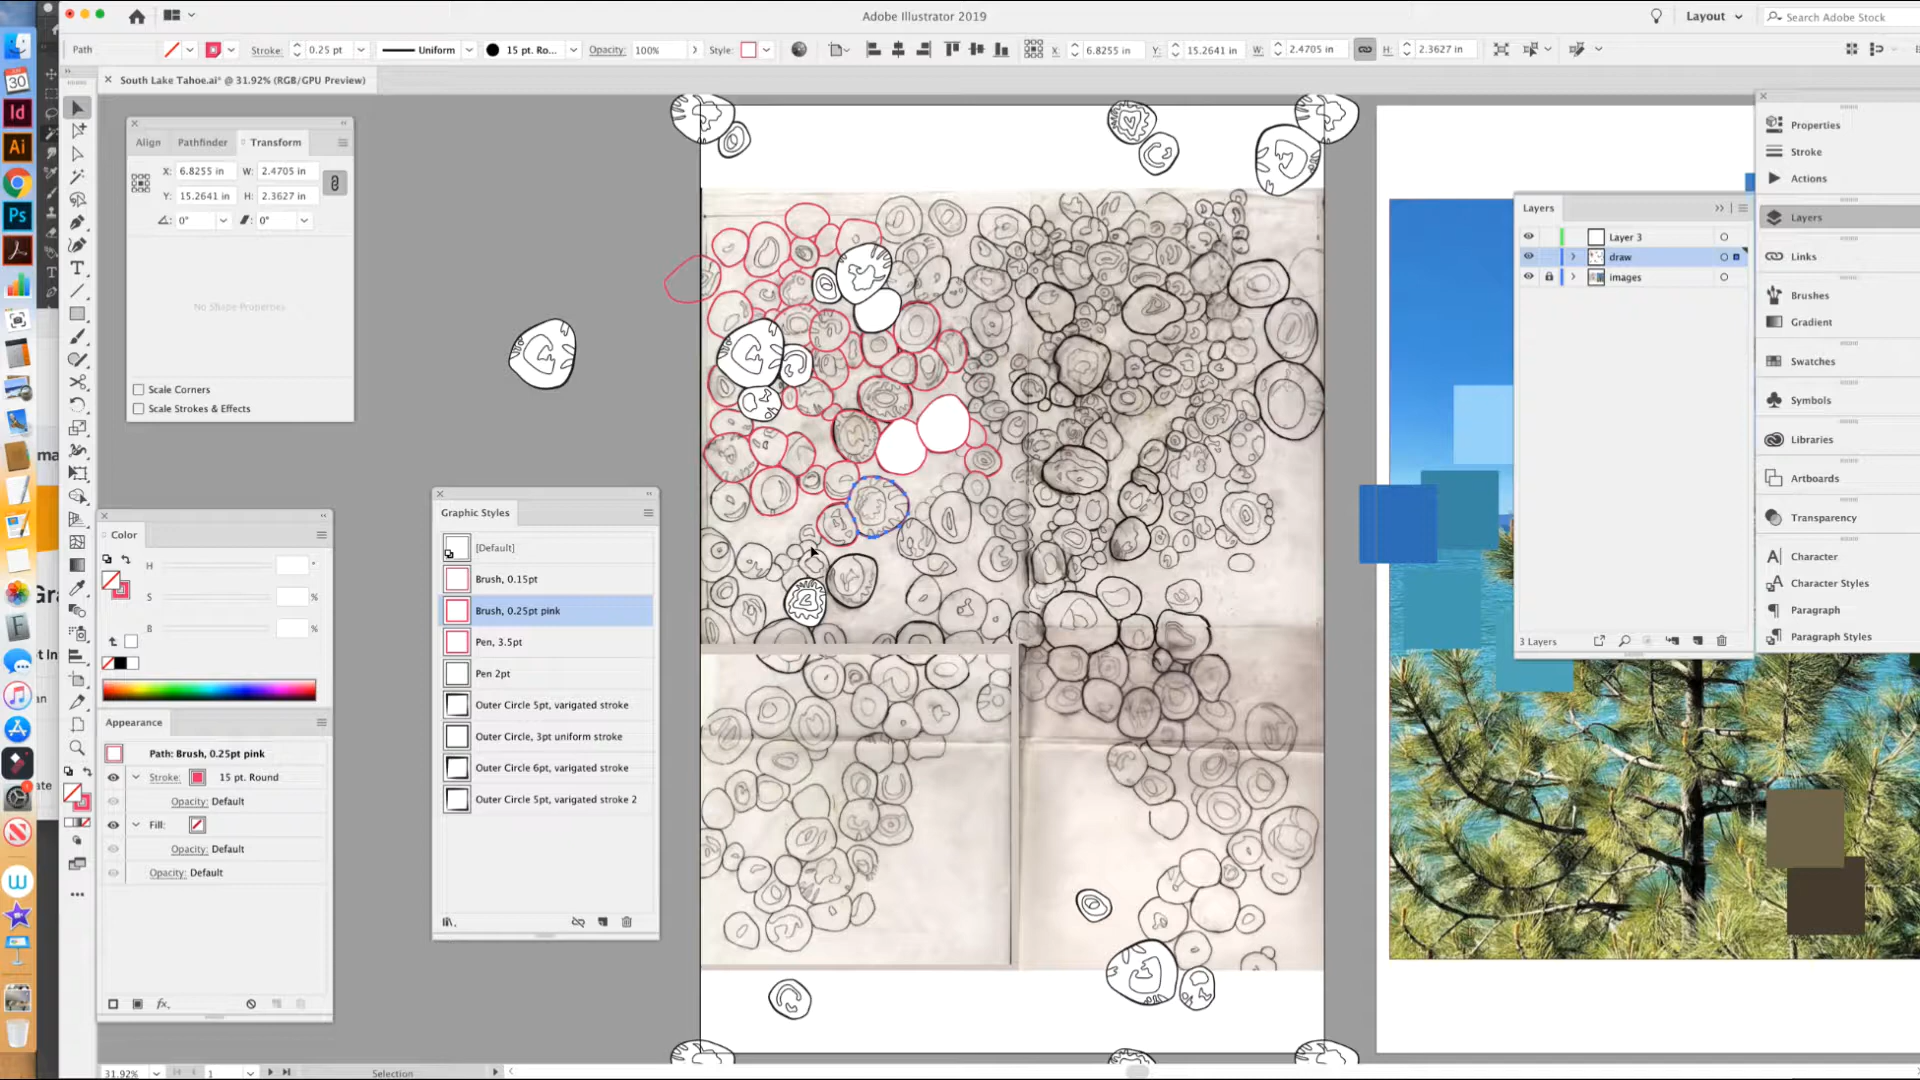 Adobe Illustrator 2019
Layout
Search Adobe Stock
Path
Stroke:
0.25 pt
Uniform
15 pt. Ro...
Opacity:
100%
Style:
X:
6.8255 in
Y:
15.2641 in
W:
2.4705 in
H:
2.3627 in
South Lake Tahoe.ai* @ 31.92% (RGB/GPU Preview)
Align
Pathfinder
Transform
X:
6.8255 in
W:
2.4705 in
Y:
15.2641 in
H:
2.3627 in
0°
0°
No Shape Properties
Scale Corners
Scale Strokes & Effects
Color
H
°
S
%
B
%
Appearance
Path: Brush, 0.25pt pink
Stroke:
15 pt. Round
Opacity: Default
Fill:
Opacity: Default
Opacity: Default
Graphic Styles
[Default]
Brush, 0.15pt
Brush, 0.25pt pink
Pen, 3.5pt
Pen 2pt
Outer Circle 5pt, varigated stroke
Outer Circle, 3pt uniform stroke
Outer Circle 6pt, varigated stroke
Outer Circle 5pt, varigated stroke 2
Layers
Layer 3
draw
images
3 Layers
Properties
Stroke
Actions
Layers
Links
Brushes
Gradient
Swatches
Symbols
Libraries
Artboards
Transparency
Character
Character Styles
Paragraph
Paragraph Styles
31.92%
1
Selection
30
Id
Ai
Ps